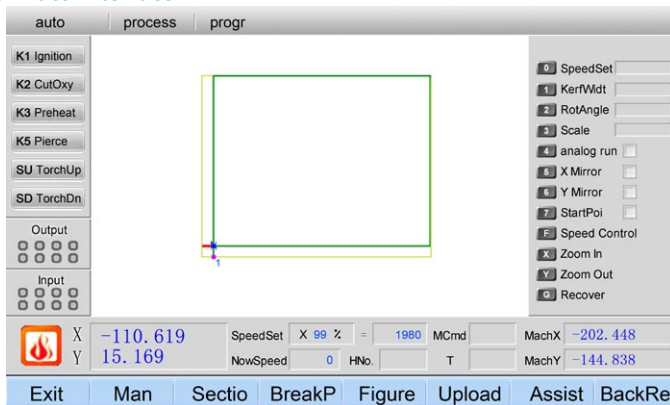 auto process progr
K1 Ignition
K2 CutOxy
K3 Preheat
K5 Pierce
SU TorchUp
SD TorchDn
Output
Input
0 SpeedSet
1 KerfWidt
2 RotAngle
3 Scale
4 analog run
5 X Mirror
6 Y Mirror
7 StartPoi
F Speed Control
X Zoom In
Y Zoom Out
G Recover
1
X -110.619 SpeedSet X 99 % = 1980 MCmd MachX -202.448
Y 15.169 NowSpeed 0 HNo. T MachY -144.838
Exit Man Sectio BreakP Figure Upload Assist BackRe